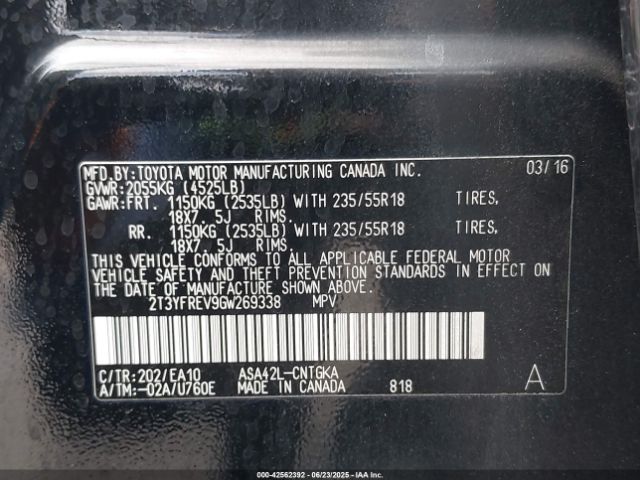 MFD.BY:TOYOTA MOTOR MANUFACTURING CANADA INC. 03/16
GVWR:2055KG (4525LB)
GAWR:FRT. 1150KG (2535LB) WITH 235/55R18 TIRES,
18X7.5J RIMS.
RR. 1150KG (2535LB) WITH 235/55R18 TIRES,
18X7.5J RIMS.
THIS VEHICLE CONFORMS TO ALL APPLICABLE FEDERAL MOTOR
VEHICLE SAFETY AND THEFT PREVENTION STANDARDS IN EFFECT
ON THE DATE OF MANUFACTURE SHOWN ABOVE.
2T3YFREV9GW269338 MPV
C/TR:202/EA10 ASA42L-CNTGKA
A/TM:-02A/U760E MADE IN CANADA 818 A
000-42562392 - 06/23/2025 - IAAI.COM